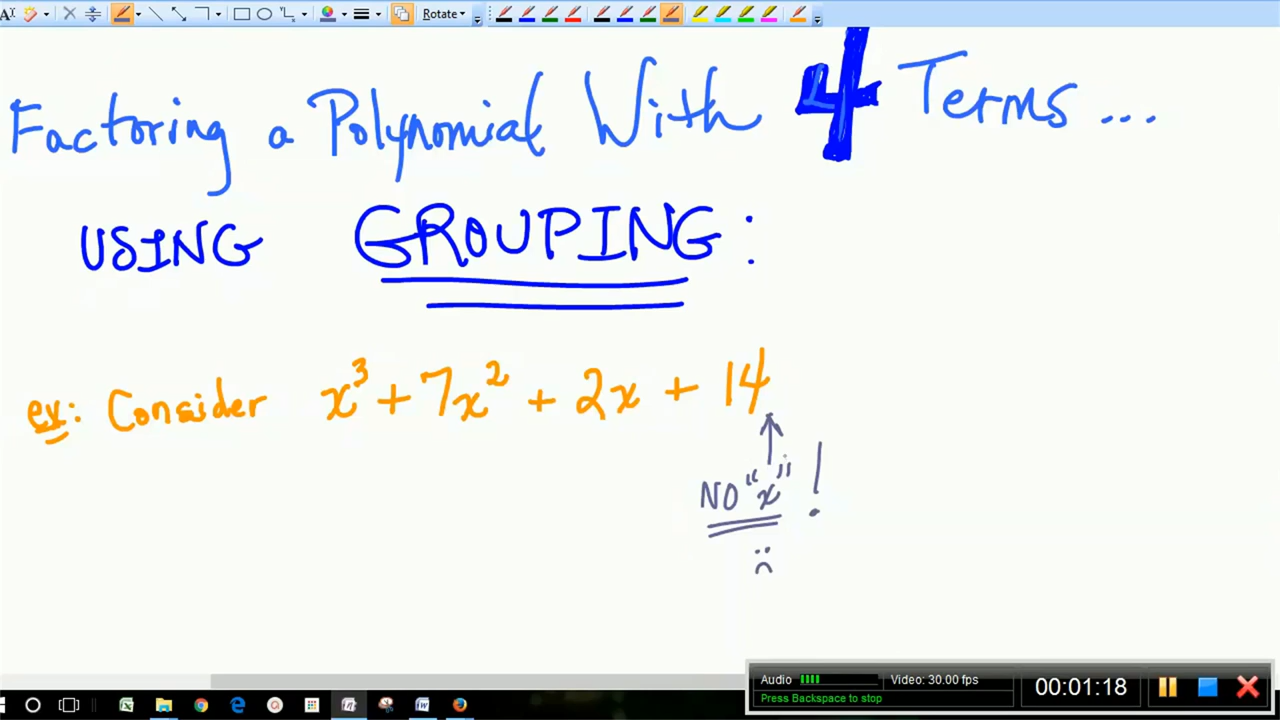 Rotate
Factoring a Polynomial With 4 Terms...
USING GROUPING:
ex: Consider x³ + 7x² + 2x + 14
NO "x" !
Audio
Video: 30.00 fps
Press Backspace to stop
00:01:18